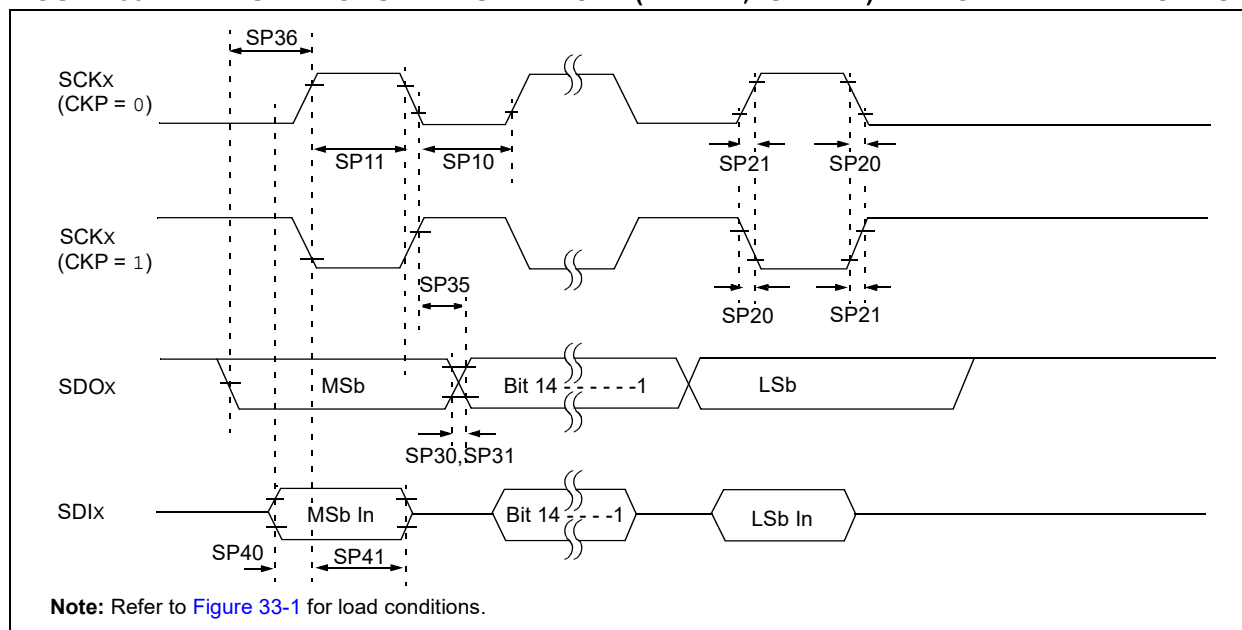 SP36
SCKx
(CKP = 0)
SP11
SP10
SP21
SP20
SCKx
(CKP = 1)
SP35
SP20
SP21
SDOx
MSb
Bit 14 - - - - - -1
LSb
SP30,SP31
SDIx
MSb In
Bit 14 - - - -1
LSb In
SP40
SP41
Note: Refer to Figure 33-1 for load conditions.